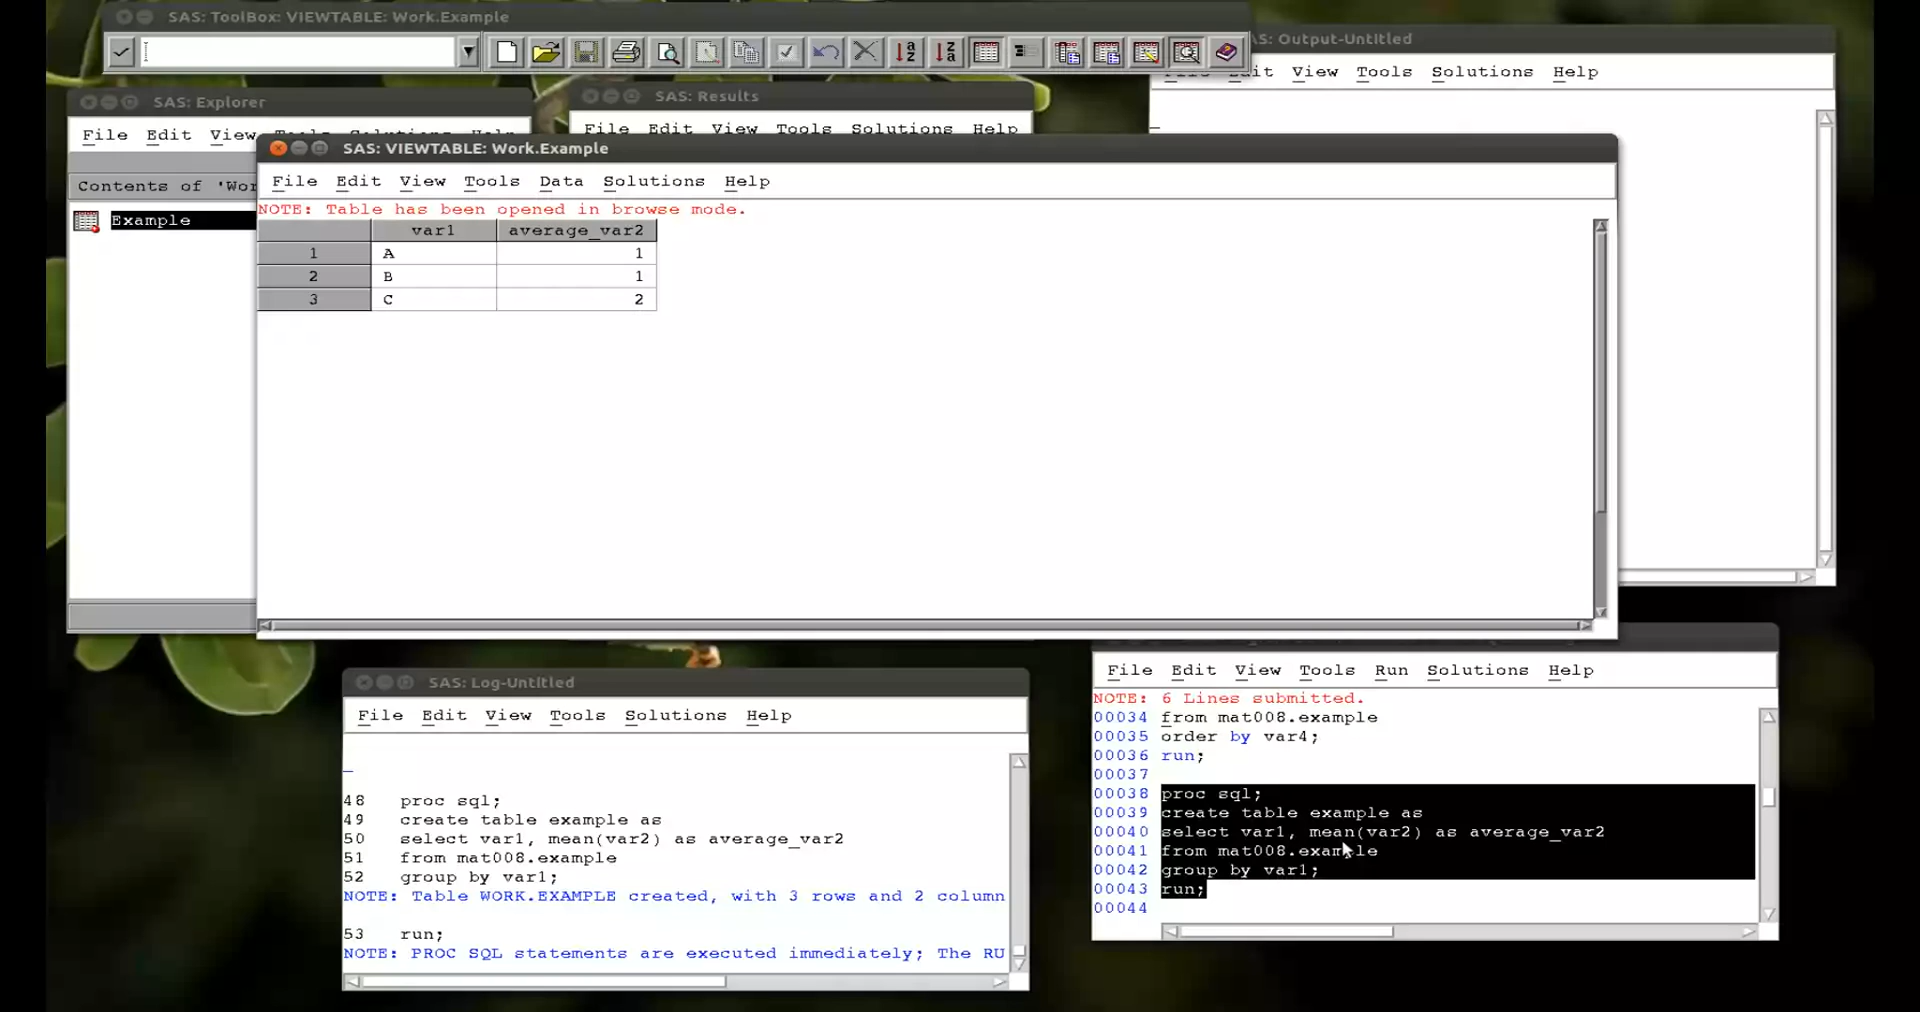 SAS: ToolBox: VIEWTABLE: Work.Example
SAS: Output-Untitled
Edit View Tools Solutions Help
SAS: Explorer
File Edit View Tools Solutions Help
SAS: Results
File Edit View Tools Solutions Help
Contents of 'Wor
Example
SAS: VIEWTABLE: Work.Example
File Edit View Tools Data Solutions Help
NOTE: Table has been opened in browse mode.
var1 average_var2
1 A 1
2 B 1
3 C 2
SAS: Log-Untitled
File Edit View Tools Solutions Help
48 proc sql;
49 create table example as
50 select var1, mean(var2) as average_var2
51 from mat008.example
52 group by var1;
NOTE: Table WORK.EXAMPLE created, with 3 rows and 2 column
53 run;
NOTE: PROC SQL statements are executed immediately; The RU
File Edit View Tools Run Solutions Help
NOTE: 6 Lines submitted.
00034 from mat008.example
00035 order by var4;
00036 run;
00037
00038 proc sql;
00039 create table example as
00040 select var1, mean(var2) as average_var2
00041 from mat008.example
00042 group by var1;
00043 run;
00044